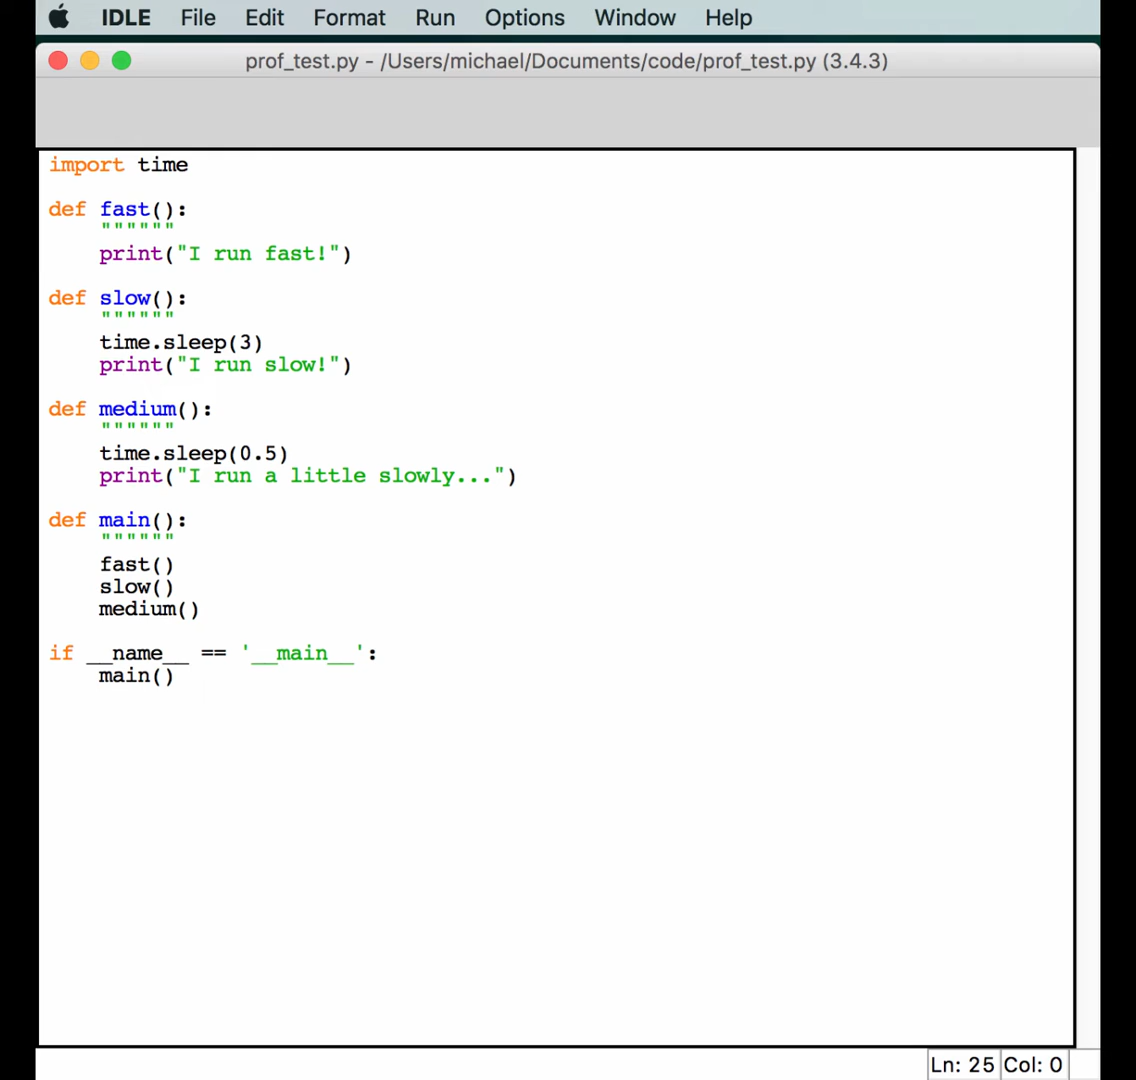 IDLE File Edit Format Run Options Window Help
prof_test.py - /Users/michael/Documents/code/prof_test.py (3.4.3)
import time
def fast():
""""""
print("I run fast!")
def slow():
""""""
time.sleep(3)
print("I run slow!")
def medium():
""""""
time.sleep(0.5)
print("I run a little slowly...")
def main():
""""""
fast()
slow()
medium()
if __name__ == '__main__':
main()
Ln: 25 Col: 0